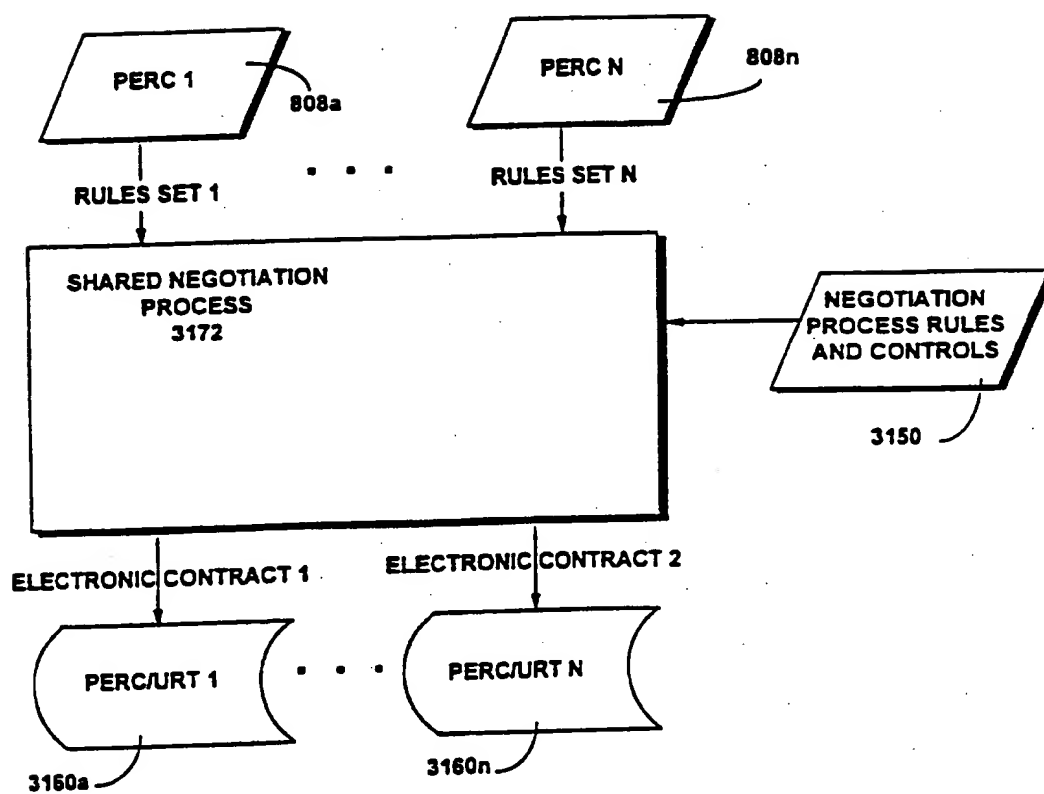 PERC 1
808a
PERC N
808n
RULES SET 1
RULES SET N
SHARED NEGOTIATION
PROCESS
3172
NEGOTIATION
PROCESS RULES
AND CONTROLS
3150
ELECTRONIC CONTRACT 1
ELECTRONIC CONTRACT 2
PERC/URT 1
PERC/URT N
3160a
3160n